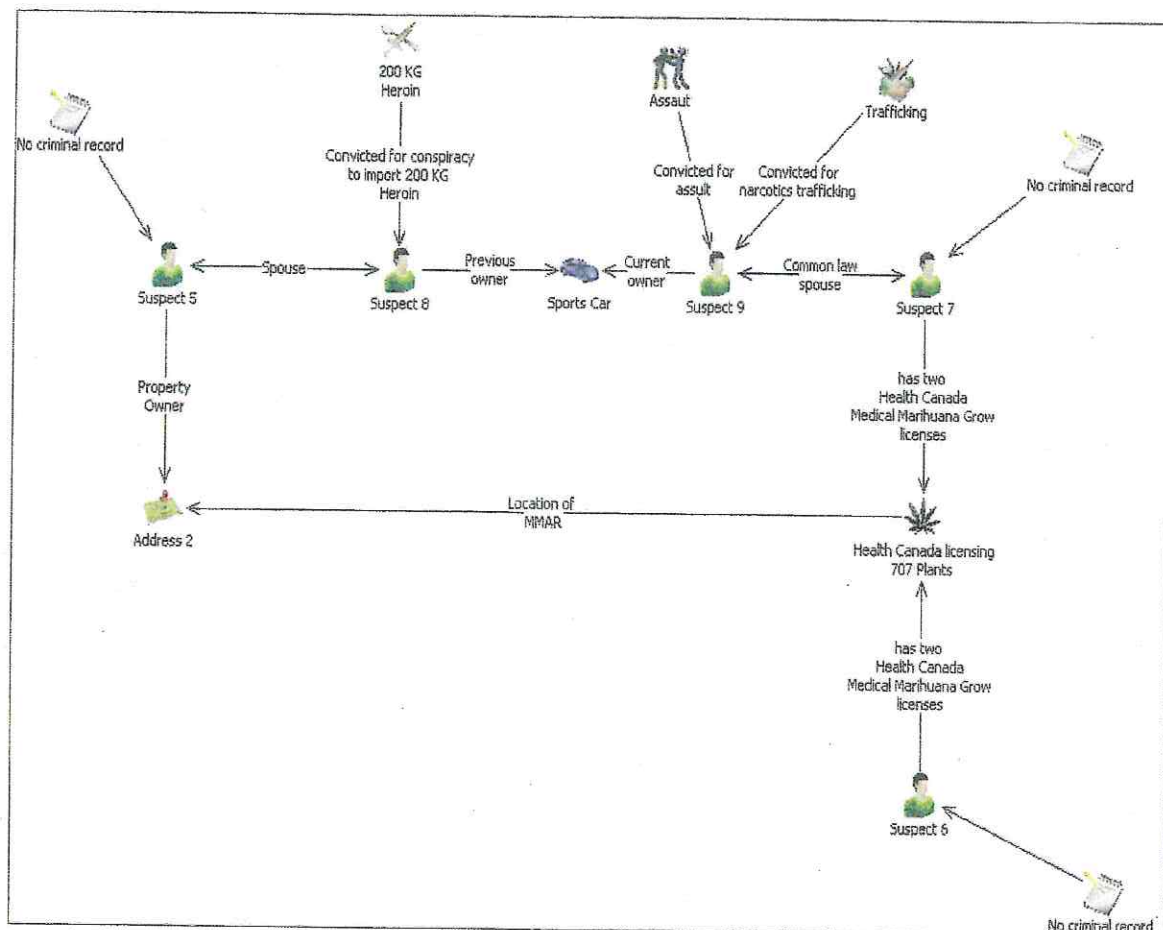 200 KG
Heroin
Assaut
Trafficking
No criminal record
Convicted for conspiracy
to import 200 KG
Heroin
Convicted for
assult
Convicted for
narcotics trafficking
No criminal record
Spouse
Previous
owner
Current
owner
Common law
spouse
Suspect 5
Suspect 8
Sports Car
Suspect 9
Suspect 7
Property
Owner
has two
Health Canada
Medical Marihuana Grow
licenses
Location of
MMAR
Address 2
Health Canada licensing
707 Plants
has two
Health Canada
Medical Marihuana Grow
licenses
Suspect 6
No criminal record